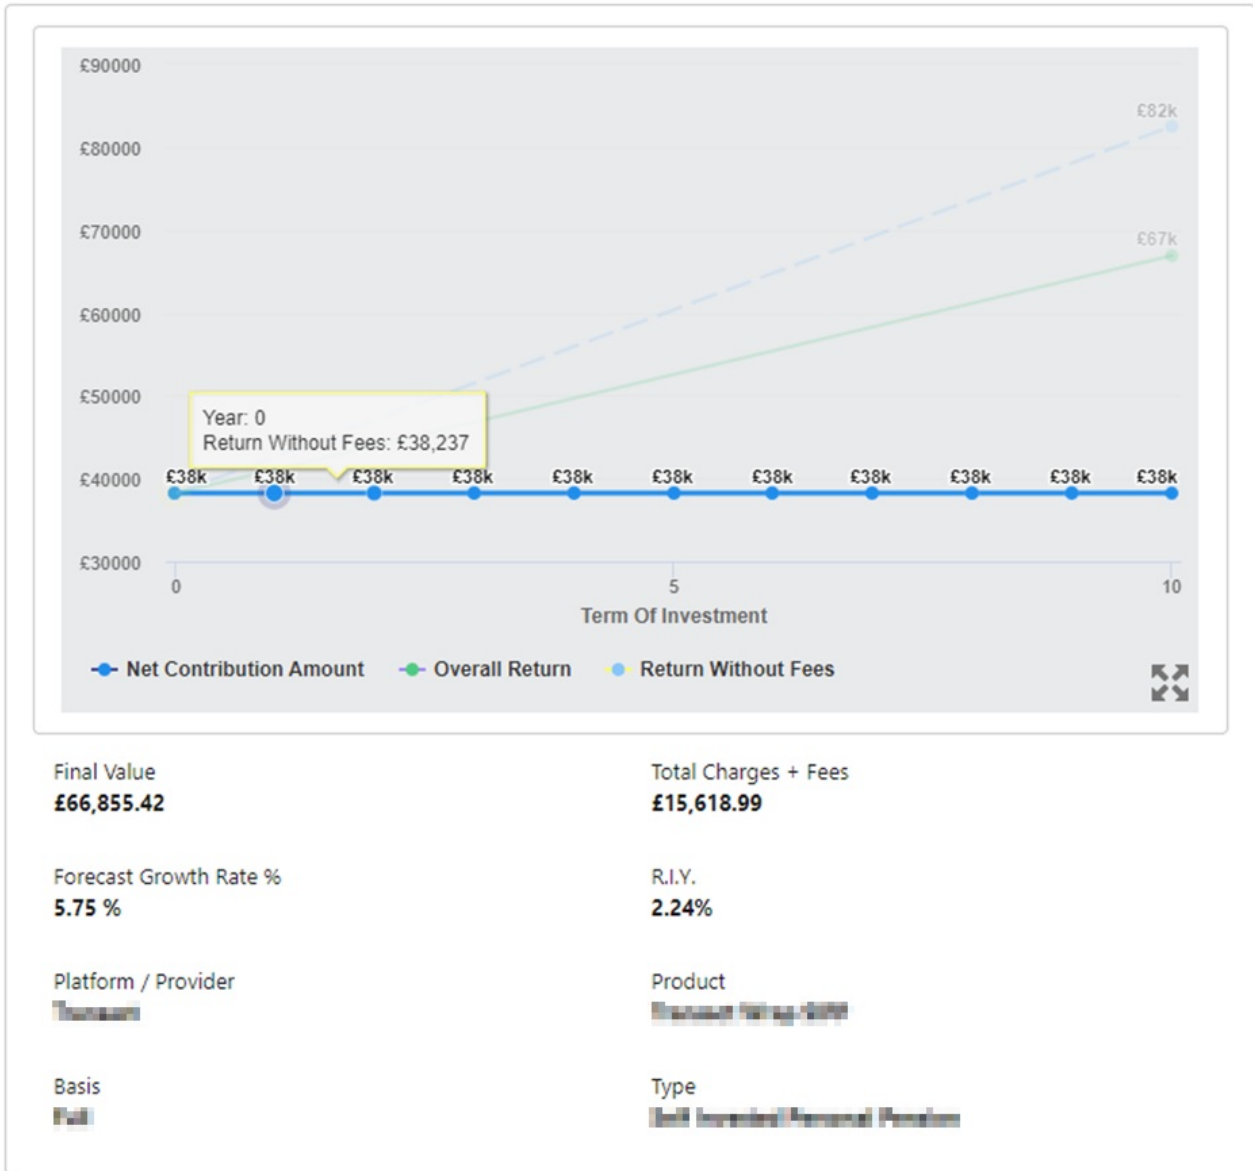 £90000
£82k
£80000
£70000
£67k
£60000
£50000
Year: 0
Return Without Fees: £38,237
£40000
£38k £38k £38k £38k £38k £38k £38k £38k £38k £38k £38k
£30000
0 5 10
Term Of Investment
Net Contribution Amount Overall Return Return Without Fees
Final Value Total Charges + Fees
£66,855.42 £15,618.99
Forecast Growth Rate % R.I.Y.
5.75 % 2.24%
Platform / Provider Product
Basis Type